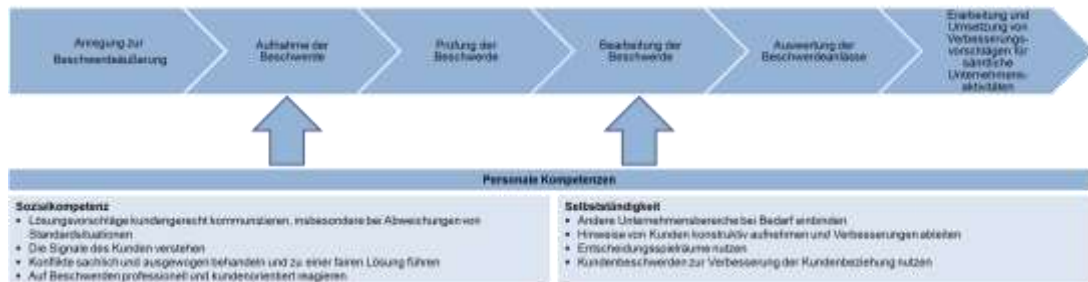 Anregung zur
Beschwerdeäußerung
Aufnahme der
Beschwerde
Prüfung der
Beschwerde
Bearbeitung der
Beschwerde
Auswertung der
Beschwerdeanlässe
Erarbeitung und
Umsetzung von
Verbesserungs-
vorschlägen für
sämtliche
Unternehmens-
aktivitäten
Personale Kompetenzen
Sozialkompetenz
• Lösungsvorschläge kundengerecht kommunizieren, insbesondere bei Abweichungen von
Standardsituationen
• Die Signale des Kunden verstehen
• Konflikte sachlich und ausgewogen behandeln und zu einer fairen Lösung führen
• Auf Beschwerden professionell und kundenorientiert reagieren
Selbstständigkeit
• Andere Unternehmensbereiche bei Bedarf einbinden
• Hinweise von Kunden konstruktiv aufnehmen und Verbesserungen ableiten
• Entscheidungsspielräume nutzen
• Kundenbeschwerden zur Verbesserung der Kundenbeziehung nutzen